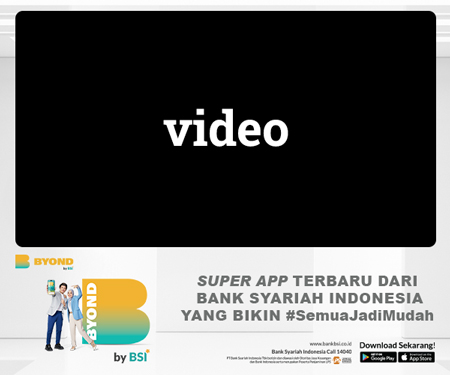 video
BYOND
by BSI
BYOND
by BSI
SUPER APP TERBARU DARI
BANK SYARIAH INDONESIA
YANG BIKIN #SemuaJadiMudah
www.bankbsi.co.id
Bank Syariah Indonesia Call 14040
Download Sekarang!
Google Play
App Store